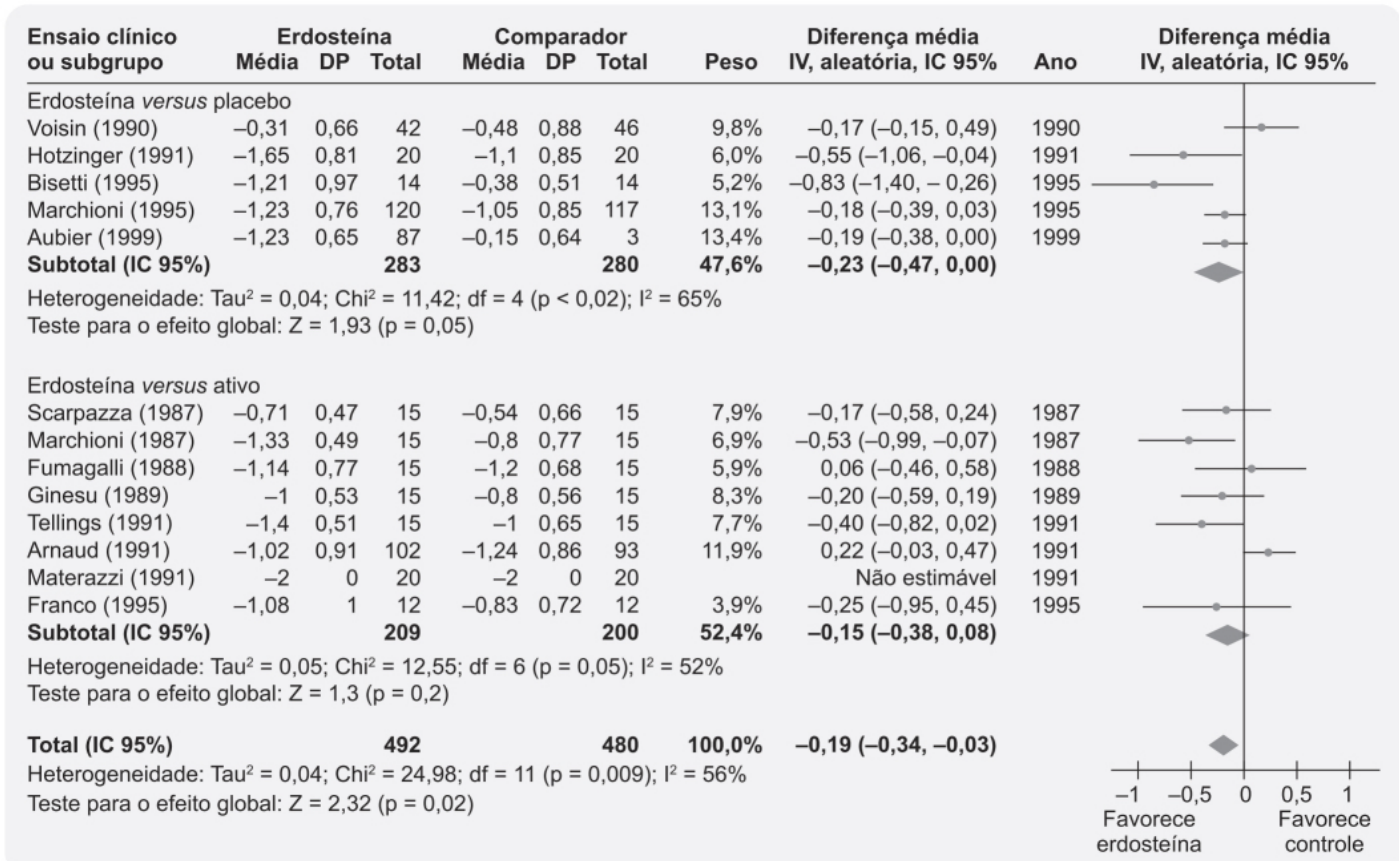 Ensaio clínico Erdosteína Comparador Diferença média Diferença média
ou subgrupo Média DP Total Média DP Total Peso IV, aleatória, IC 95% Ano IV, aleatória, IC 95%
Erdosteína versus placebo
Voisin (1990) –0,31 0,66 42 –0,48 0,88 46 9,8% –0,17 (–0,15, 0,49) 1990
Hotzinger (1991) –1,65 0,81 20 –1,1 0,85 20 6,0% –0,55 (–1,06, –0,04) 1991
Bisetti (1995) –1,21 0,97 14 –0,38 0,51 14 5,2% –0,83 (–1,40, – 0,26) 1995
Marchioni (1995) –1,23 0,76 120 –1,05 0,85 117 13,1% –0,18 (–0,39, 0,03) 1995
Aubier (1999) –1,23 0,65 87 –0,15 0,64 3 13,4% –0,19 (–0,38, 0,00) 1999
Subtotal (IC 95%) 283 280 47,6% –0,23 (–0,47, 0,00)
Heterogeneidade: Tau² = 0,04; Chi² = 11,42; df = 4 (p < 0,02); I² = 65%
Teste para o efeito global: Z = 1,93 (p = 0,05)
Erdosteína versus ativo
Scarpazza (1987) –0,71 0,47 15 –0,54 0,66 15 7,9% –0,17 (–0,58, 0,24) 1987
Marchioni (1987) –1,33 0,49 15 –0,8 0,77 15 6,9% –0,53 (–0,99, –0,07) 1987
Fumagalli (1988) –1,14 0,77 15 –1,2 0,68 15 5,9% 0,06 (–0,46, 0,58) 1988
Ginesu (1989) –1 0,53 15 –0,8 0,56 15 8,3% –0,20 (–0,59, 0,19) 1989
Tellings (1991) –1,4 0,51 15 –1 0,65 15 7,7% –0,40 (–0,82, 0,02) 1991
Arnaud (1991) –1,02 0,91 102 –1,24 0,86 93 11,9% 0,22 (–0,03, 0,47) 1991
Materazzi (1991) –2 0 20 –2 0 20 Não estimável 1991
Franco (1995) –1,08 1 12 –0,83 0,72 12 3,9% –0,25 (–0,95, 0,45) 1995
Subtotal (IC 95%) 209 200 52,4% –0,15 (–0,38, 0,08)
Heterogeneidade: Tau² = 0,05; Chi² = 12,55; df = 6 (p = 0,05); I² = 52%
Teste para o efeito global: Z = 1,3 (p = 0,2)
Total (IC 95%) 492 480 100,0% –0,19 (–0,34, –0,03)
Heterogeneidade: Tau² = 0,04; Chi² = 24,98; df = 11 (p = 0,009); I² = 56%
Teste para o efeito global: Z = 2,32 (p = 0,02)
–1 –0,5 0 0,5 1
Favorece Favorece
erdosteína controle